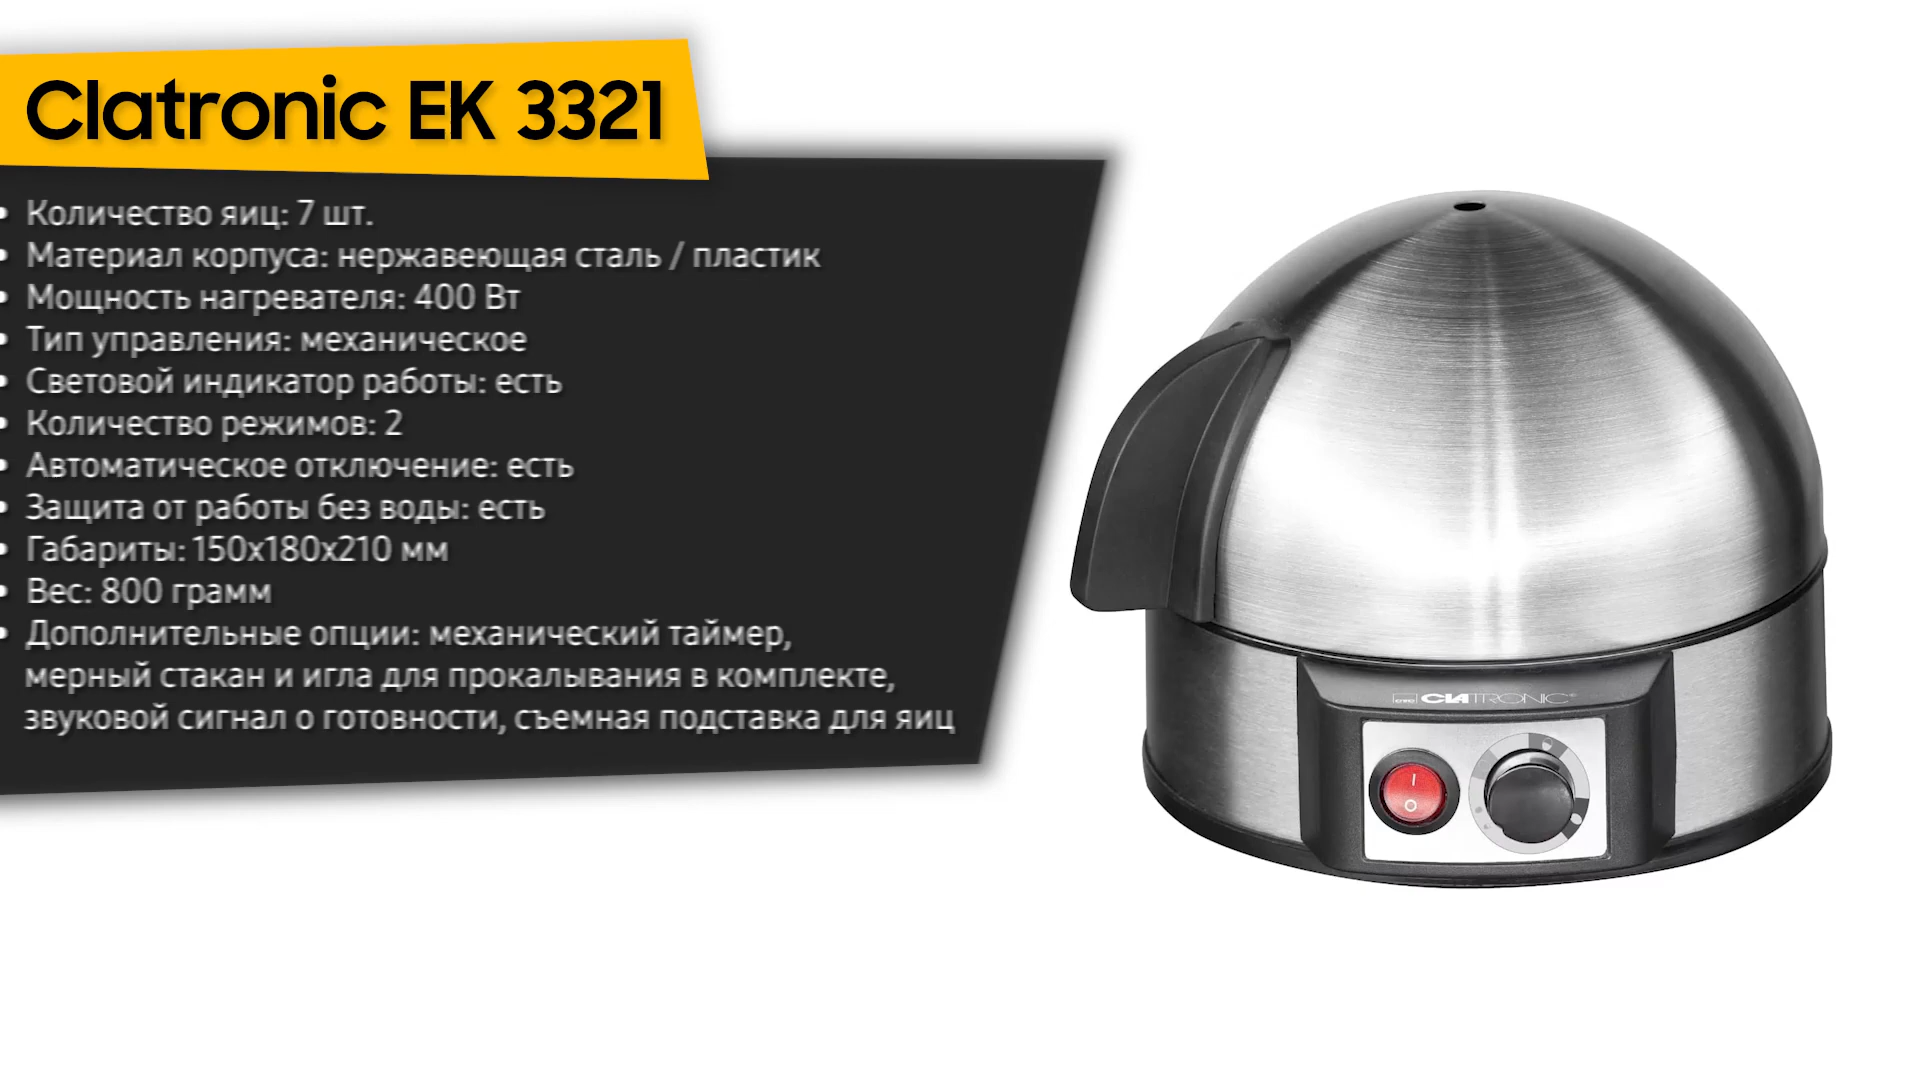 Clatronic EK 3321
• Количество яиц: 7 шт.
• Материал корпуса: нержавеющая сталь / пластик
• Мощность нагревателя: 400 Вт
• Тип управления: механическое
• Световой индикатор работы: есть
• Количество режимов: 2
• Автоматическое отключение: есть
• Защита от работы без воды: есть
• Габариты: 150x180x210 мм
• Вес: 800 грамм
• Дополнительные опции: механический таймер,
мерный стакан и игла для прокалывания в комплекте,
звуковой сигнал о готовности, съемная подставка для яиц
CLATRONIC®